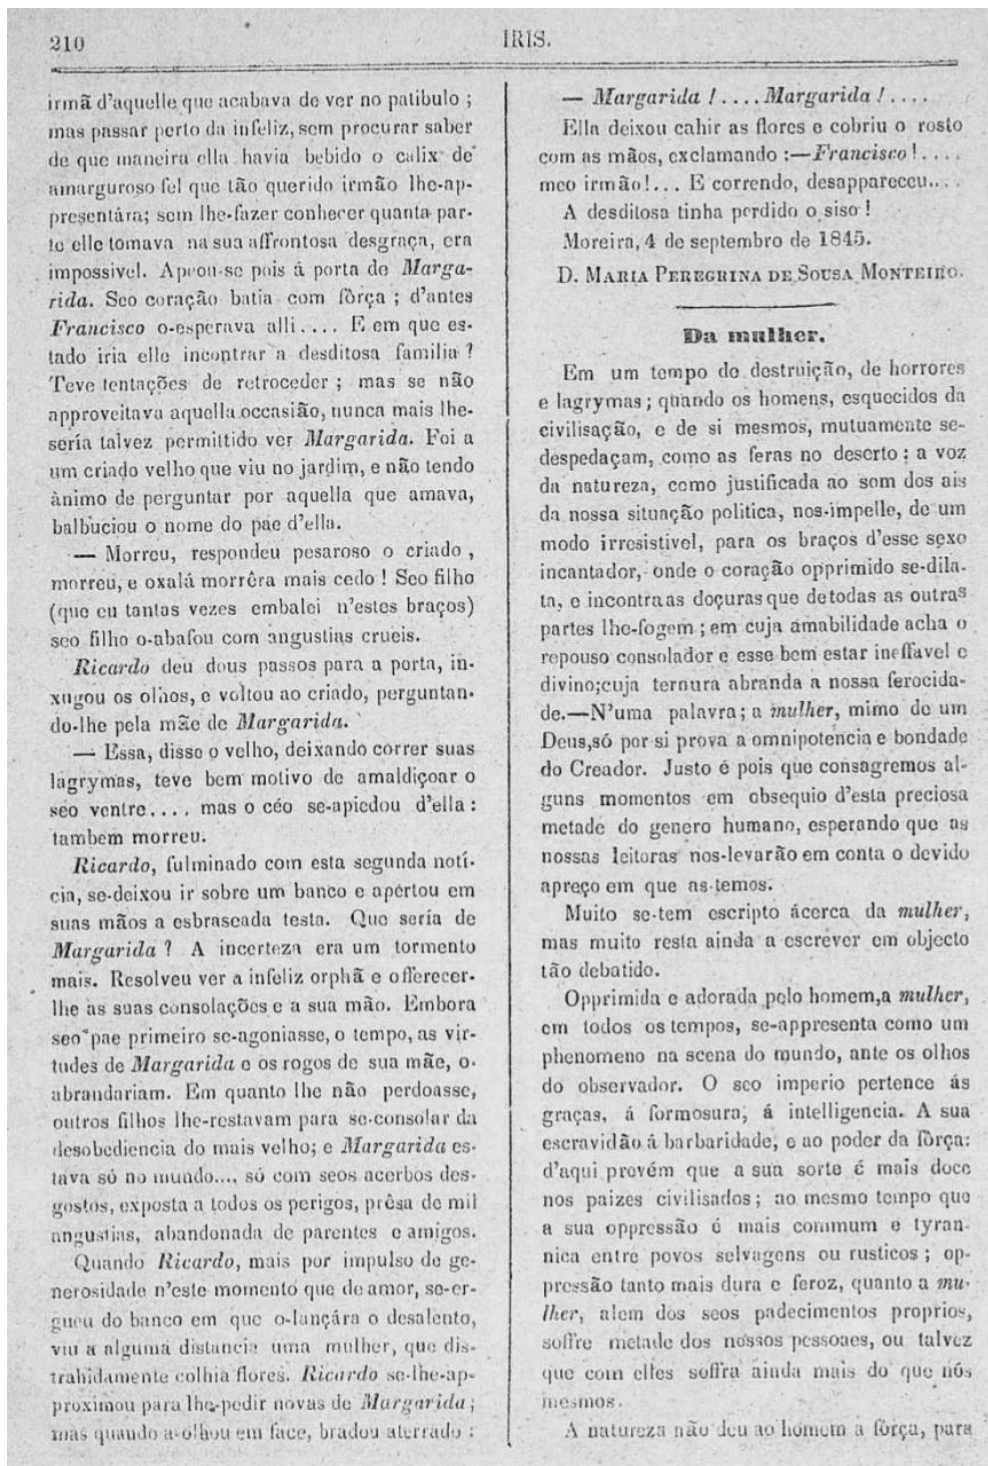 210
IRIS.
irmã d'aquelle que acabava de ver no patibulo ;
mas passar perto da infeliz, sem procurar saber
de que maneira ella havia bebido o calix de
amarguroso fel que tão querido irmão lhe-ap-
presentára; sem lhe-fazer conhecer quanta par-
te elle tomava na sua affrontosa desgraça, era
impossivel. Apeou-se pois á porta de Marga-
rida. Seo coração batia com fôrça ; d'antes
Francisco o-esperava alli.... E em que es-
tado iria elle incontrar a desditosa familia ?
Teve tentações de retroceder ; mas se não
approveitava aquella occasião, nunca mais lhe-
sería talvez permittido ver Margarida. Foi a
um criado velho que viu no jardim, e não tendo
ànimo de perguntar por aquella que amava,
balbuciou o nome do pae d'ella.
— Morreu, respondeu pesaroso o criado ,
morreu, e oxalá morrêra mais cedo ! Seo filho
(que eu tantas vezes embalei n'estes braços)
seo filho o-abafou com angustias crueis.
Ricardo deu dous passos para a porta, in-
xugou os olhos, e voltou ao criado, perguntan-
do-lhe pela mãe de Margarida.
— Essa, disse o velho, deixando correr suas
lagrymas, teve bem motivo de amaldiçoar o
séo ventre.... mas o céo se-apiedou d'ella :
tambem morreu.
Ricardo, fulminado com esta segunda notí-
cia, se-deixou ir sobre um banco e apértou em
suas mãos a esbraseada testa. Que sería de
Margarida ? A incerteza era um tormento
mais. Resolveu ver a infeliz orphã e offerecer-
lhe as suas consolações e a sua mão. Embora
seo pae primeiro se-agoniasse, o tempo, as vir-
tudes de Margarida e os rogos de sua mãe, o-
abrandariam. Em quanto lhe não perdoasse,
outros filhos lhe-restavam para se-consolar da
desobediencia do mais velho; e Margarida es-
tava só no mundo...., só com seos acerbos des-
gostos, exposta a todos os perigos, prêsa de mil
angustias, abandonada de parentes e amigos.
Quando Ricardo, mais por impulso de ge-
nerosidade n'este momento que de amor, se-er-
gueu do banco em que o-lançára o desalento,
viu a alguma distancia uma mulher, que dis-
trahidamente colhia flores. Ricardo se-lhe-ap-
proximou para lhe-pedir novas de Margarida;
mas quando a-olhou em face, bradou aterrado :
— Margarida !.... Margarida !....
Ella deixou cahir as flores e cobriu o rosto
com as mãos, exclamando :—Francisco !....
meo irmão!... E correndo, desappareceu....
A desditosa tinha perdido o siso !
Moreira, 4 de septembro de 1845.
D. MARIA PEREGRINA DE SOUSA MONTEIRO.
Da mulher.
Em um tempo de destruição, de horrores
e lagrymas; quando os homens, esquecidos da
civilisação, e de si mesmos, mutuamente se-
despedaçam, como as feras no deserto : a voz
da natureza, como justificada ao som dos ais
da nossa situação politica, nos-impelle, de um
modo irresistivel, para os braços d'esse sexo
incantador, onde o coração opprimido se-dila-
ta, e incontra as doçuras que de todas as outras
partes lhe-fogem ; em cuja amabilidade acha o
repouso consolador e esse bem estar ineffavel e
divino;cuja ternura abranda a nossa ferocida-
de.—N'uma palavra; a mulher, mimo de um
Deus,só por si prova a omnipotencia e bondade
do Creador. Justo é pois que consagremos al-
guns momentos em obsequio d'esta preciosa
metade do genero humano, esperando que as
nossas leitoras nos-levarão em conta o devido
apreço em que as-temos.
Muito se-tem escripto ácerca da mulher,
mas muito resta ainda a escrever em objecto
tão debatido.
Opprimida e adorada pelo homem,a mulher,
em todos os tempos, se-appresenta como um
phenomeno na scena do mundo, ante os olhos
do observador. O seo imperio pertence ás
graças, á formosura, á intelligencia. A sua
escravidão á barbaridade, e ao poder da fôrça:
d'aqui provém que a sua sorte é mais doce
nos paizes civilisados ; ao mesmo tempo que
a sua oppressão é mais commum e tyran-
nica entre povos selvagens ou rusticos ; op-
pressão tanto mais dura e feroz, quanto a mu-
lher, alem dos seos padecimentos proprios,
soffre metade dos nossos pessoaes, ou talvez
que com elles soffra ainda mais do que nós
mesmos.
A natureza não deu ao homem a fôrça, para